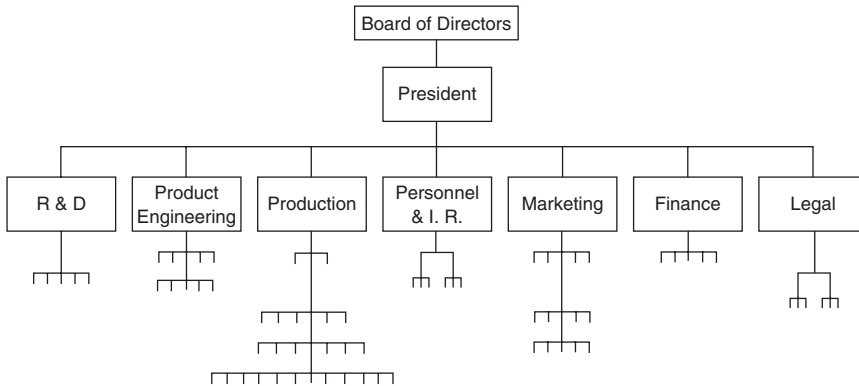 Board of Directors
President
R & D
Product
Engineering
Production
Personnel
& I. R.
Marketing
Finance
Legal